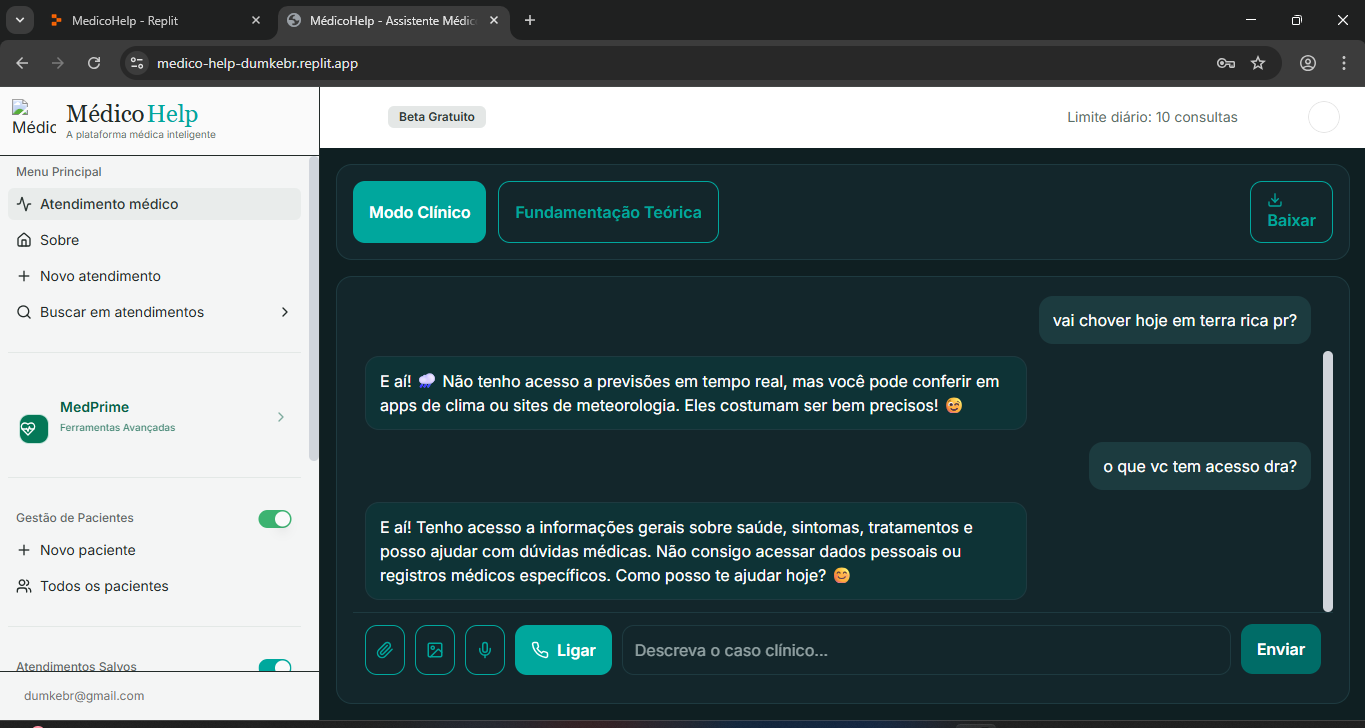 MedicoHelp - Replit
MédicoHelp - Assistente Médic
medico-help-dumkebr.replit.app
Médic
MédicoHelp
A plataforma médica inteligente
Beta Gratuito
Limite diário: 10 consultas
Menu Principal
Atendimento médico
Sobre
Novo atendimento
Buscar em atendimentos
MedPrime
Ferramentas Avançadas
Gestão de Pacientes
Novo paciente
Todos os pacientes
Atendimentos Salvos
dumkebr@gmail.com
Modo Clínico
Fundamentação Teórica
Baixar
vai chover hoje em terra rica pr?
E aí! 🌧️ Não tenho acesso a previsões em tempo real, mas você pode conferir em
apps de clima ou sites de meteorologia. Eles costumam ser bem precisos! 😉
o que vc tem acesso dra?
E aí! Tenho acesso a informações gerais sobre saúde, sintomas, tratamentos e
posso ajudar com dúvidas médicas. Não consigo acessar dados pessoais ou
registros médicos específicos. Como posso te ajudar hoje? 😊
Ligar
Descreva o caso clínico...
Enviar